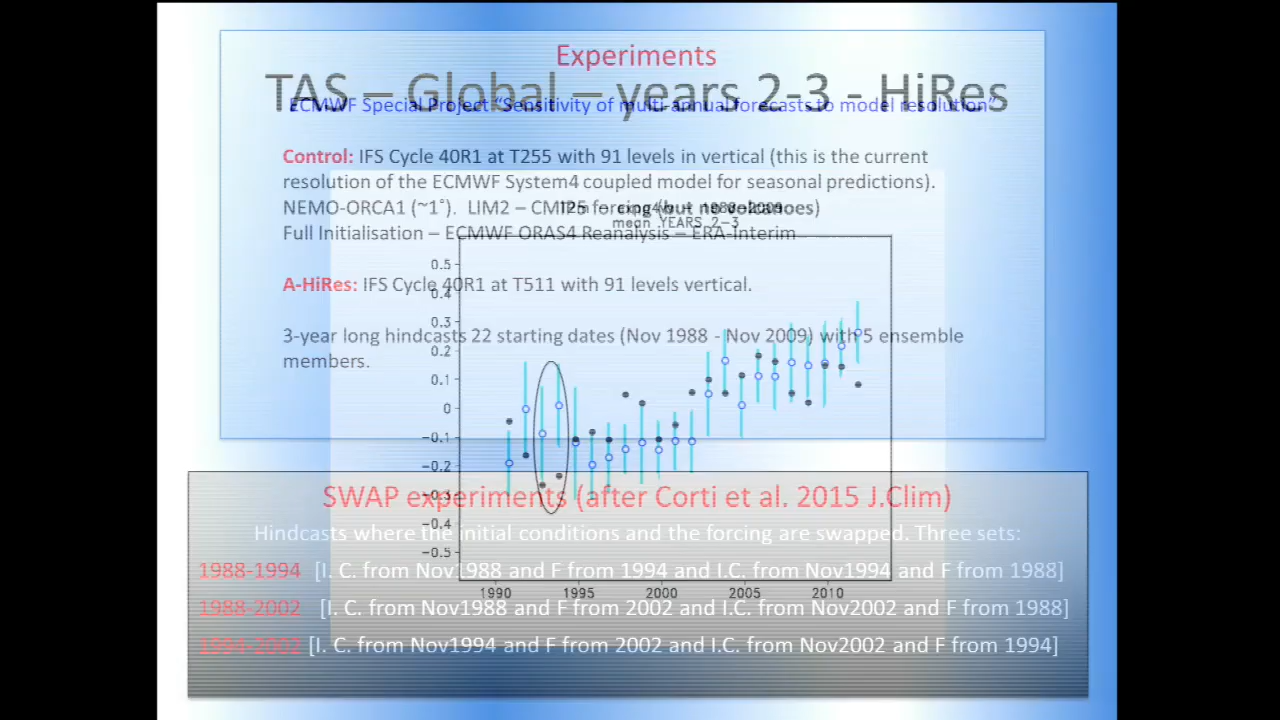 Experiments
TAS – Global – years 2-3 - HiRes
ECMWF Special Project “Sensitivity of multi-annual forecasts to model resolution”
Control: IFS Cycle 40R1 at T255 with 91 levels in vertical (this is the current
resolution of the ECMWF System4 coupled model for seasonal predictions).
NEMO-ORCA1 (~1°). LIM2 – CMIP5 forcing (but no volcanoes)
1988-2009
mean YEARS 2-3
Full Initialisation – ECMWF ORAS4 Reanalysis – ERA-Interim
A-HiRes: IFS Cycle 40R1 at T511 with 91 levels vertical.
3-year long hindcasts 22 starting dates (Nov 1988 - Nov 2009) with 5 ensemble
members.
0.5
0.4
0.3
0.2
0.1
0
-0.1
-0.2
-0.3
-0.4
-0.5
1990 1995 2000 2005 2010
SWAP experiments (after Corti et al. 2015 J.Clim)
Hindcasts where the initial conditions and the forcing are swapped. Three sets:
1988-1994 [I. C. from Nov1988 and F from 1994 and I.C. from Nov1994 and F from 1988]
1988-2002 [I. C. from Nov1988 and F from 2002 and I.C. from Nov2002 and F from 1988]
1994-2002 [I. C. from Nov1994 and F from 2002 and I.C. from Nov2002 and F from 1994]